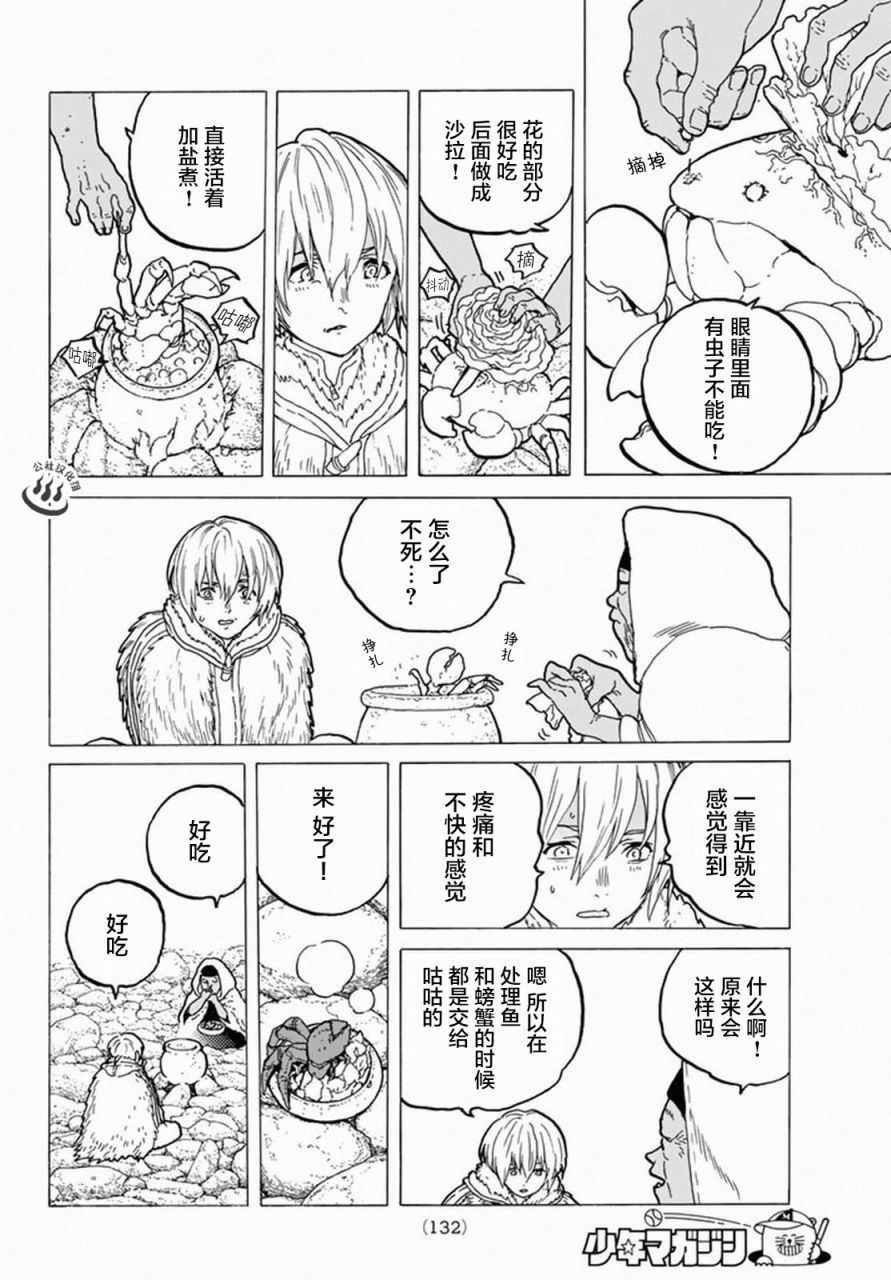 摘掉
眼睛里面
有虫子不能吃！
花的部分
很好吃
后面做成
沙拉！
摘
抖动
直接活着
加盐煮！
咕嘟
咕嘟
公社汉化组
怎么了
不死…？
挣扎
挣扎
一靠近就会
感觉得到
疼痛和
不快的感觉
什么啊！
原来会
这样吗
嗯 所以在
处理鱼
和螃蟹的时候
都是交给
咕咕的
来 好了！
好吃
好吃
(132)
少年マガジン